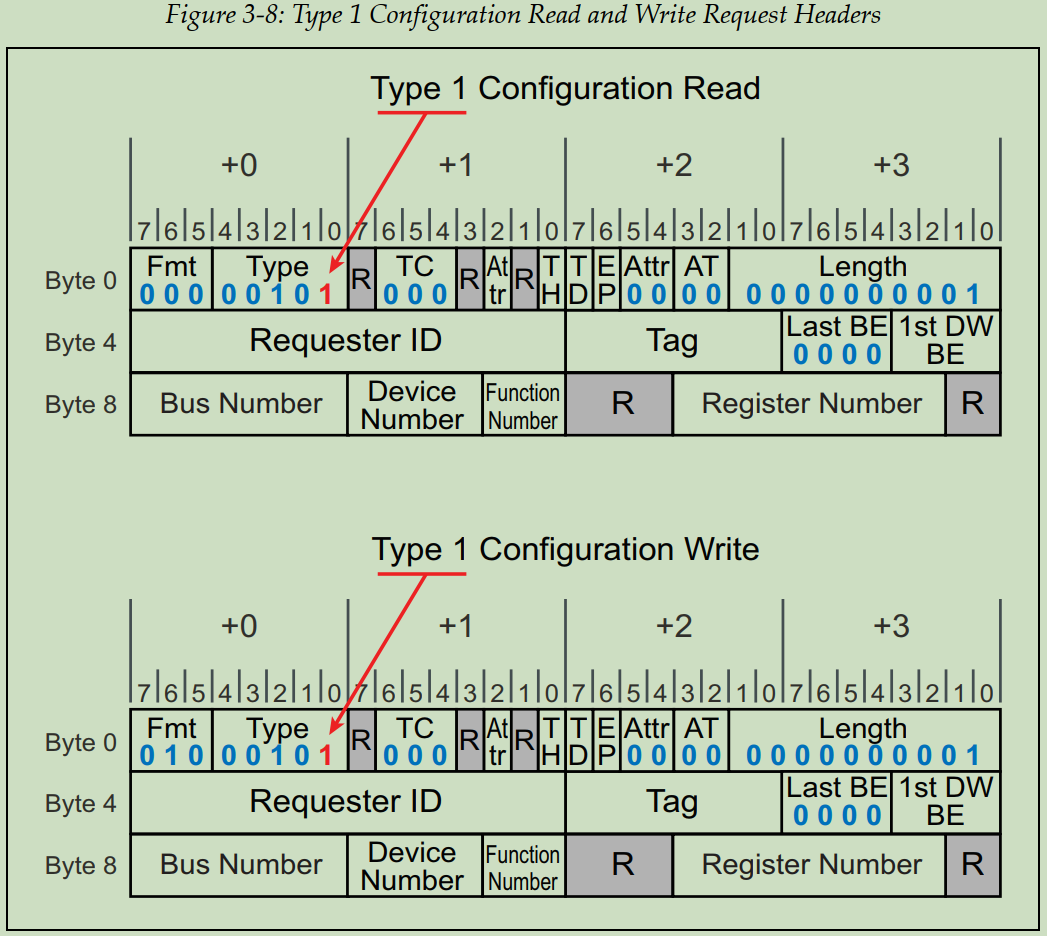 Figure 3-8: Type 1 Configuration Read and Write Request Headers
Type 1 Configuration Read
+0 +1 +2 +3
7 6 5 4 3 2 1 0 7 6 5 4 3 2 1 0 7 6 5 4 3 2 1 0 7 6 5 4 3 2 1 0
Byte 0 Fmt 0 0 0 Type 0 0 1 0 1 R TC 0 0 0 R Attr R TH TD EP Attr 0 0 AT 0 0 Length 0 0 0 0 0 0 0 0 0 1
Byte 4 Requester ID Tag Last BE 0 0 0 0 1st DW BE
Byte 8 Bus Number Device Number Function Number R Register Number R
Type 1 Configuration Write
+0 +1 +2 +3
7 6 5 4 3 2 1 0 7 6 5 4 3 2 1 0 7 6 5 4 3 2 1 0 7 6 5 4 3 2 1 0
Byte 0 Fmt 0 1 0 Type 0 0 1 0 1 R TC 0 0 0 R Attr R TH TD EP Attr 0 0 AT 0 0 Length 0 0 0 0 0 0 0 0 0 1
Byte 4 Requester ID Tag Last BE 0 0 0 0 1st DW BE
Byte 8 Bus Number Device Number Function Number R Register Number R